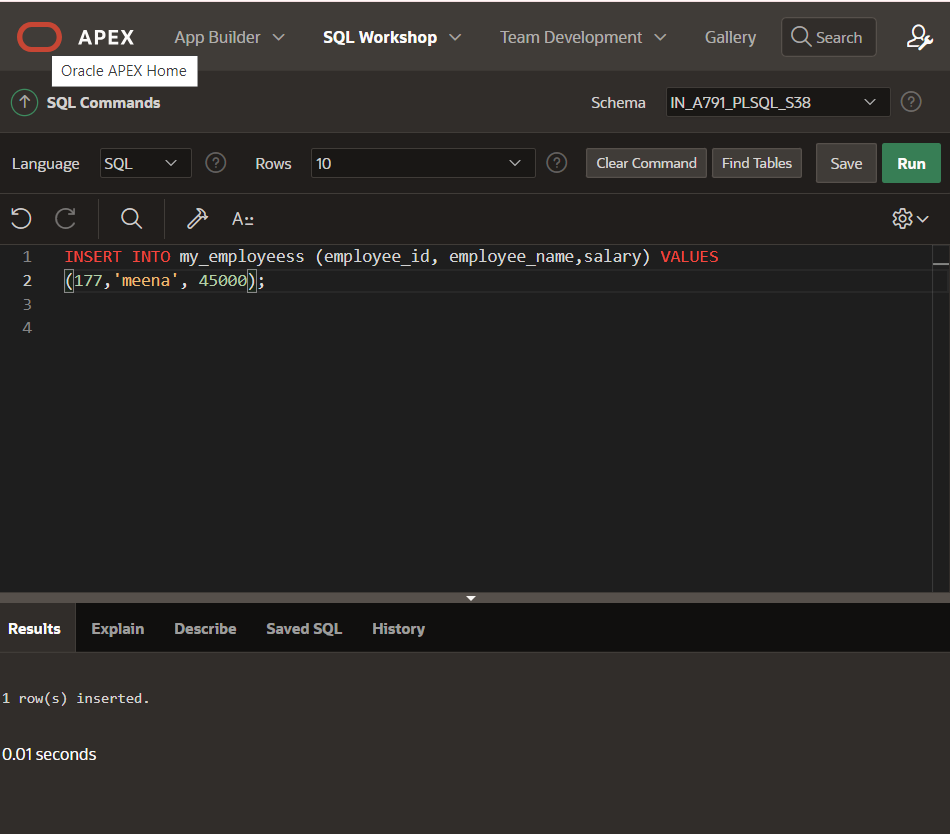 APEX App Builder SQL Workshop Team Development Gallery Search
Oracle APEX Home
SQL Commands Schema IN_A791_PLSQL_S38 ?
Language SQL ? Rows 10 ? Clear Command Find Tables Save Run
A::
1 INSERT INTO my_employeess (employee_id, employee_name,salary) VALUES
2 (177,'meena', 45000);
3
4
Results Explain Describe Saved SQL History
1 row(s) inserted.
0.01 seconds